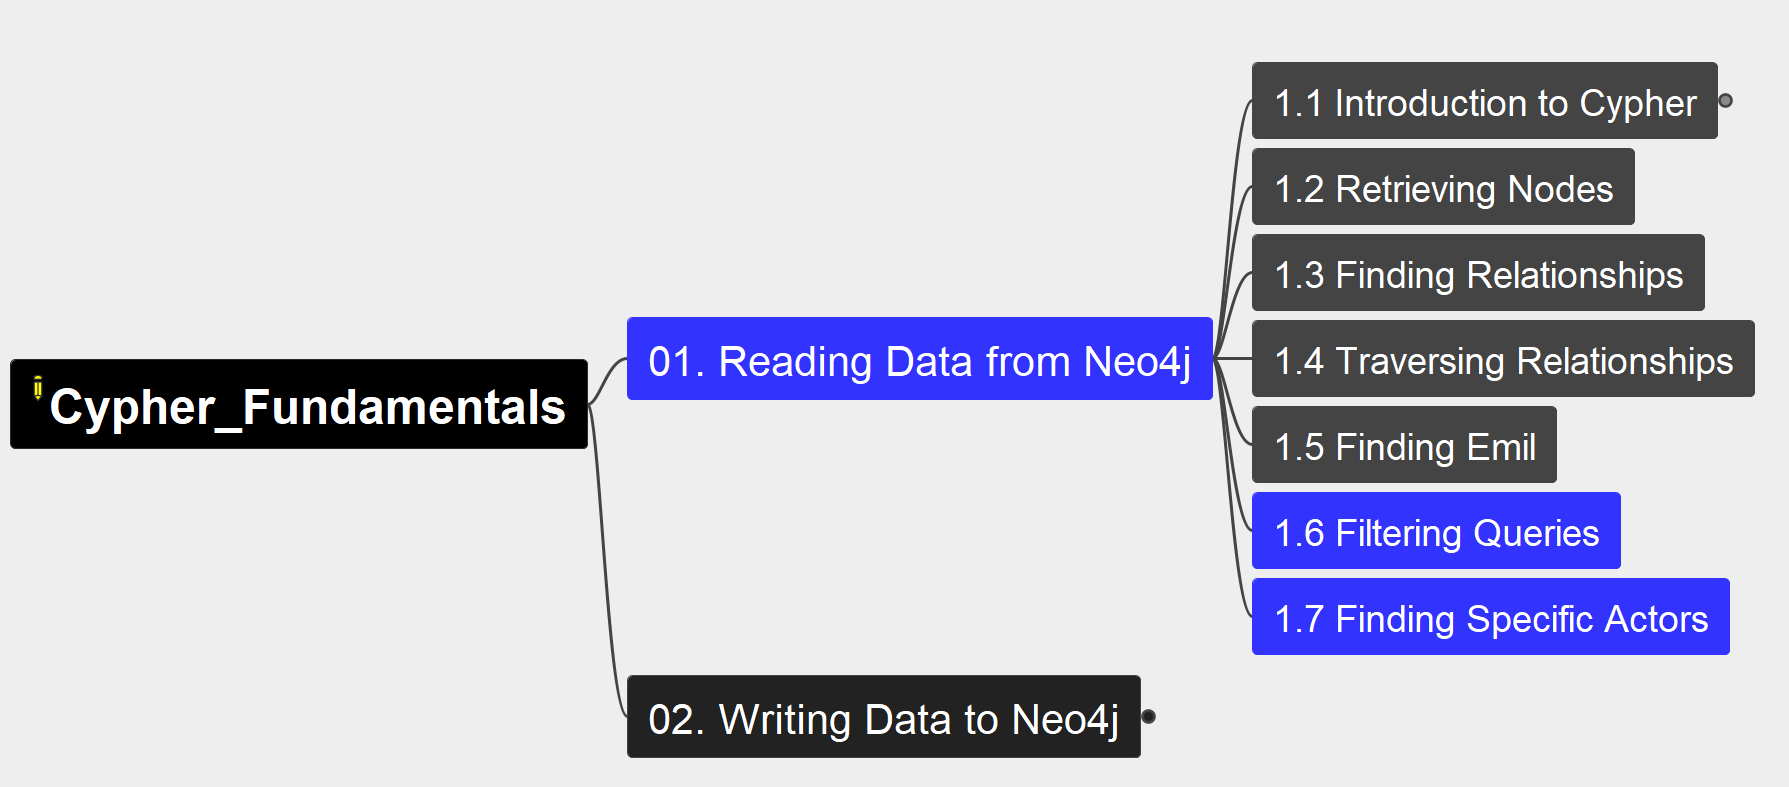 Cypher_Fundamentals
01. Reading Data from Neo4j
1.1 Introduction to Cypher
1.2 Retrieving Nodes
1.3 Finding Relationships
1.4 Traversing Relationships
1.5 Finding Emil
1.6 Filtering Queries
1.7 Finding Specific Actors
02. Writing Data to Neo4j